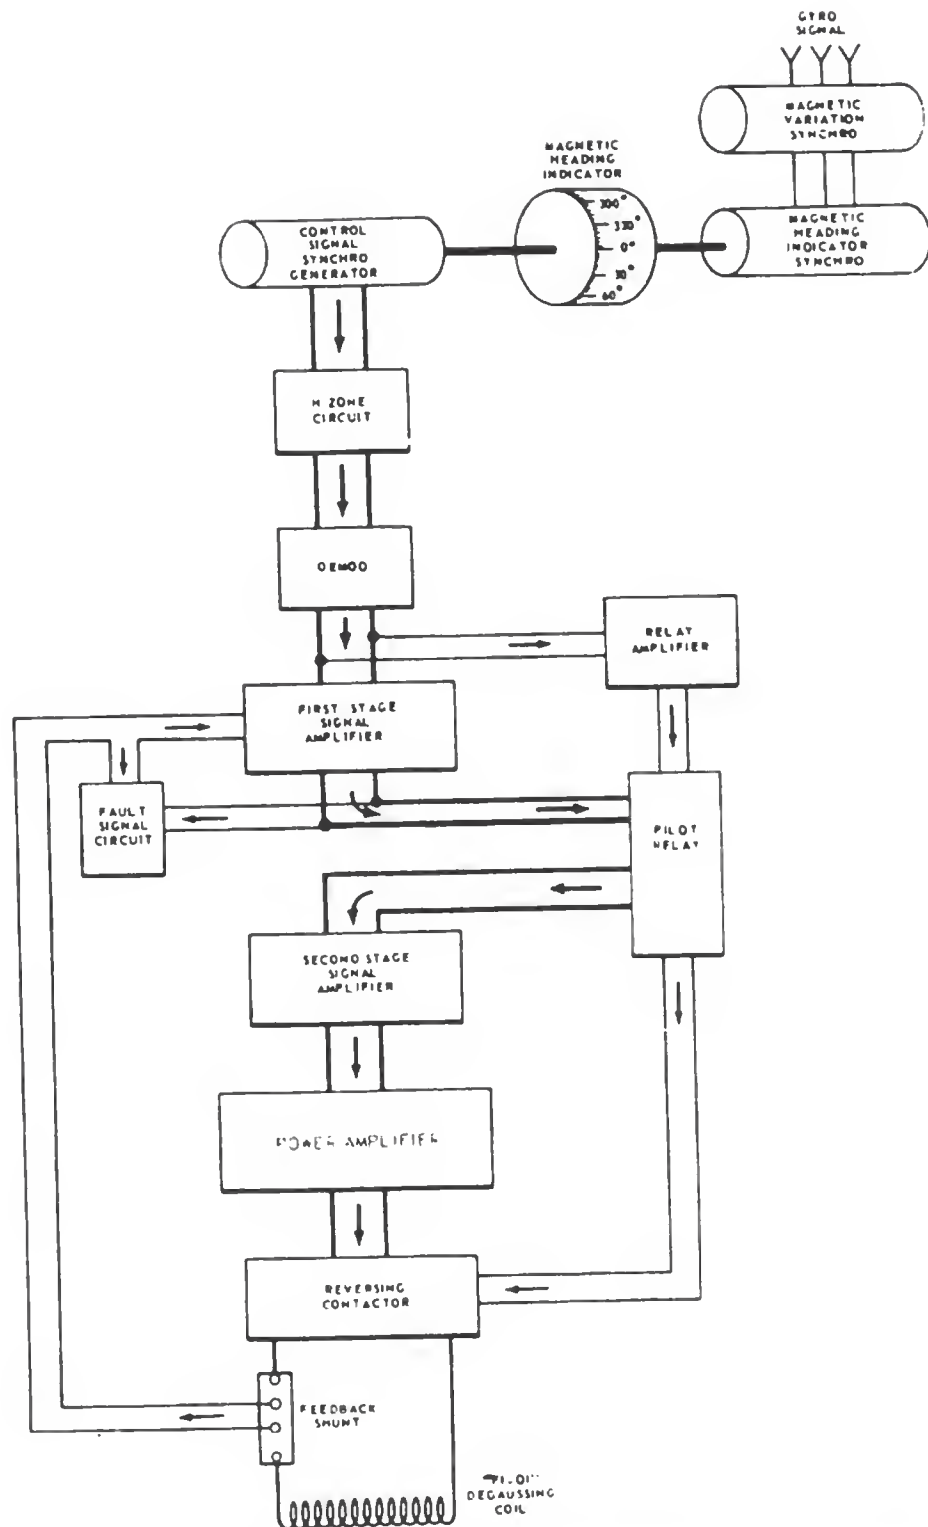 GYRO
SIGNAL
MAGNETIC
VARIATION
SYNCHRO
MAGNETIC
HEADING
INDICATOR
300°
330°
0°
30°
60°
MAGNETIC
HEADING
INDICATOR
SYNCHRO
CONTROL
SIGNAL
SYNCHRO
GENERATOR
H ZONE
CIRCUIT
DEMOD
RELAY
AMPLIFIER
FIRST STAGE
SIGNAL
AMPLIFIER
FAULT
SIGNAL
CIRCUIT
PILOT
RELAY
SECOND STAGE
SIGNAL
AMPLIFIER
POWER AMPLIFIER
REVERSING
CONTACTOR
FEEDBACK
SHUNT
DEGAUSSING
COIL